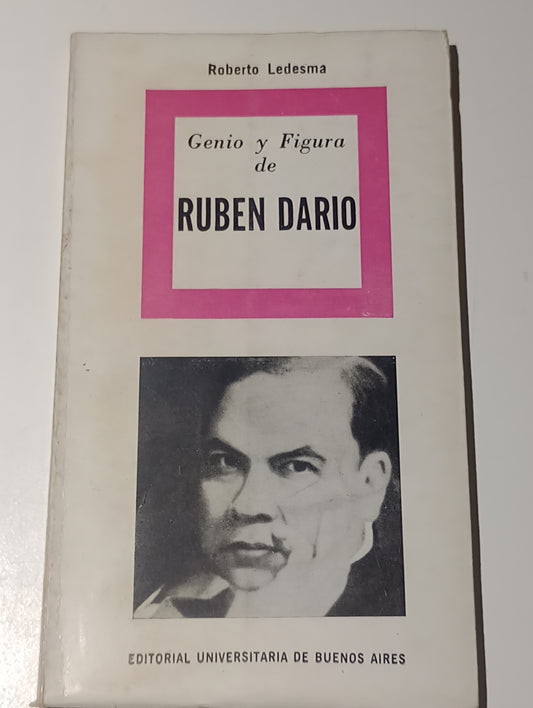 Roberto Ledesma
Genio y Figura
de
RUBEN DARIO
EDITORIAL UNIVERSITARIA DE BUENOS AIRES